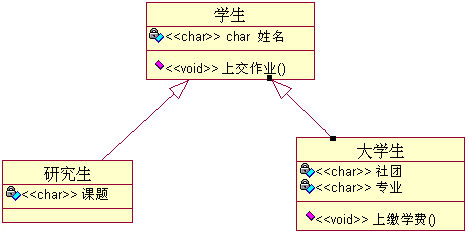 学生
<<char>> char 姓名
<<void>> 上交作业()
研究生
<<char>> 课题
大学生
<<char>> 社团
<<char>> 专业
<<void>> 上缴学费()